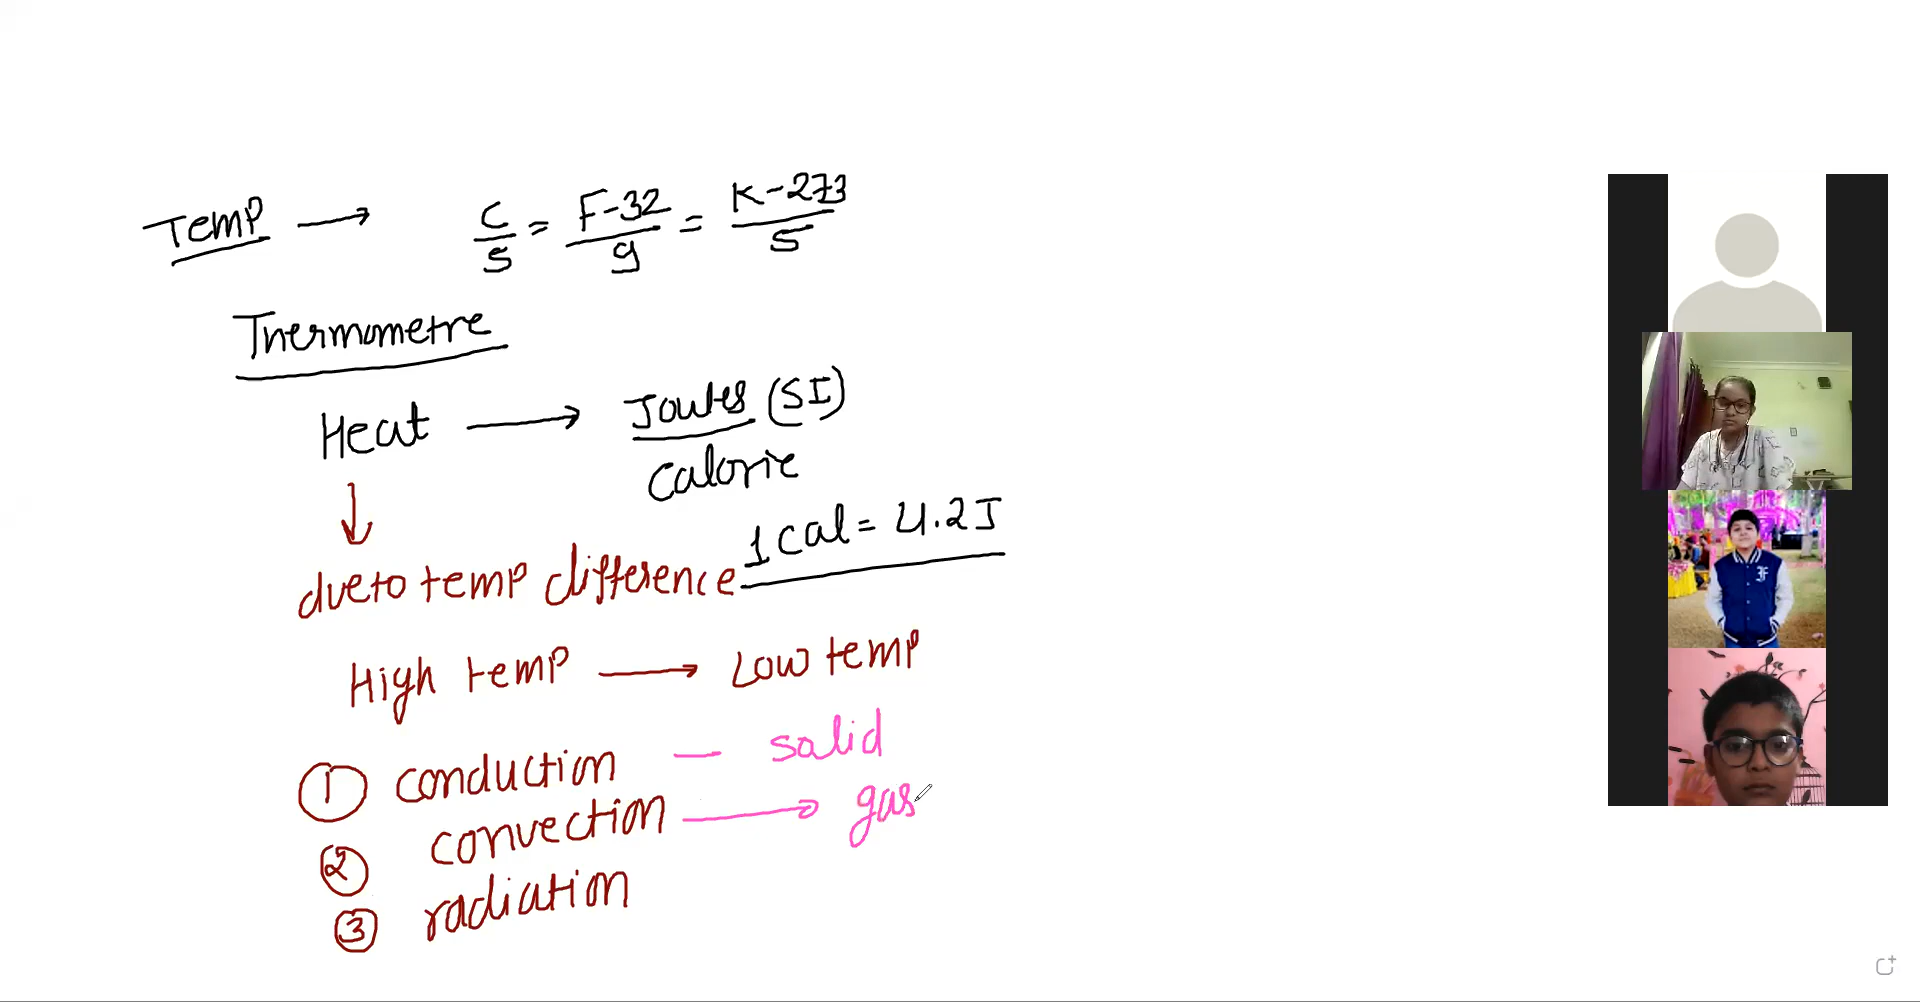 Temp → C/5 = F-32/9 = K-273/5
Thermometre
Heat → Joules (SI)
Calorie
1 cal = 4.2J
due to temp difference
High temp → Low temp
① conduction — solid
② convection → gas
③ radiation
F